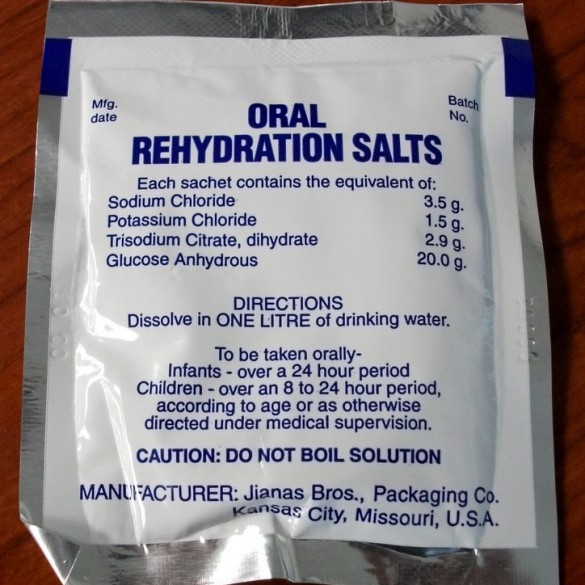 Mfg.
date
Batch
No.
ORAL
REHYDRATION SALTS
Each sachet contains the equivalent of:
Sodium Chloride 3.5 g.
Potassium Chloride 1.5 g.
Trisodium Citrate, dihydrate 2.9 g.
Glucose Anhydrous 20.0 g.
DIRECTIONS
Dissolve in ONE LITRE of drinking water.
To be taken orally-
Infants - over a 24 hour period
Children - over an 8 to 24 hour period,
according to age or as otherwise
directed under medical supervision.
CAUTION: DO NOT BOIL SOLUTION
MANUFACTURER: Jianas Bros., Packaging Co.
Kansas City, Missouri, U.S.A.